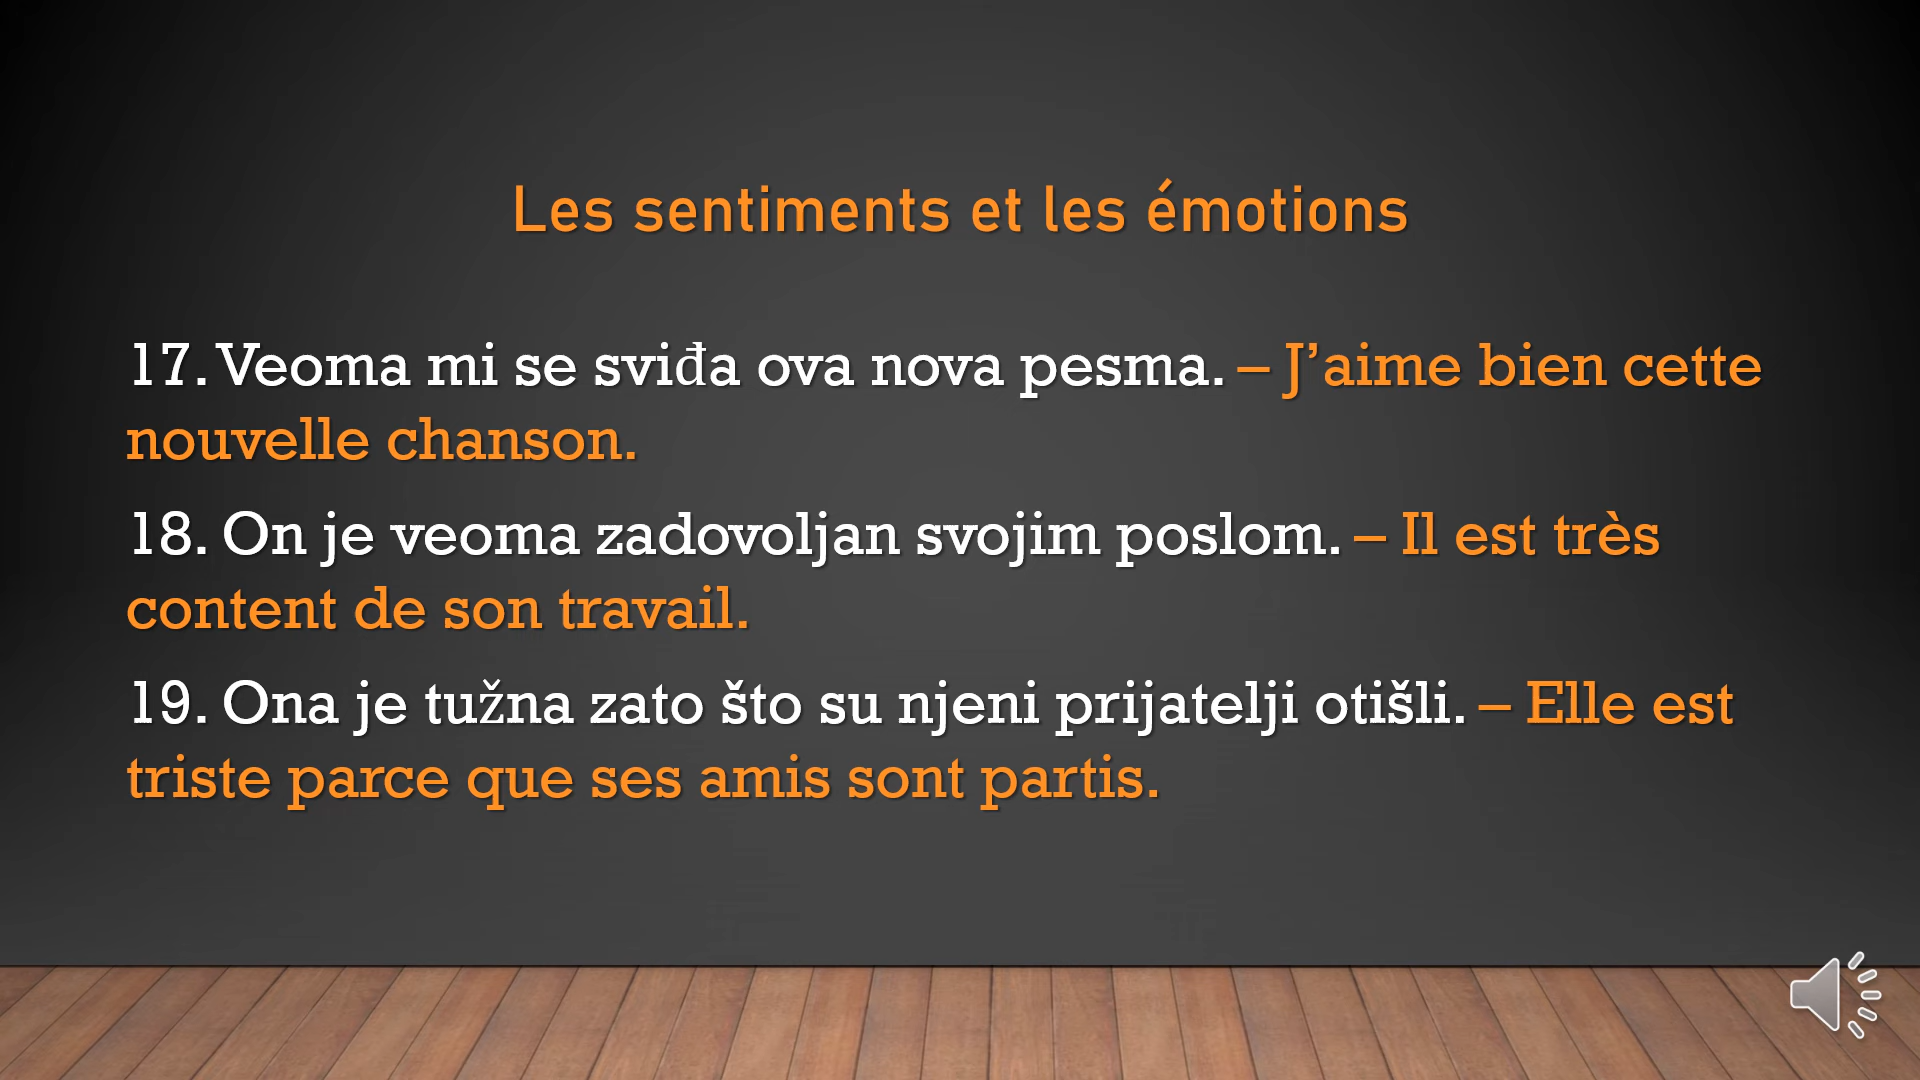 Les sentiments et les émotions
17. Veoma mi se sviđa ova nova pesma. – J’aime bien cette
nouvelle chanson.
18. On je veoma zadovoljan svojim poslom. – Il est très
content de son travail.
19. Ona je tužna zato što su njeni prijatelji otišli. – Elle est
triste parce que ses amis sont partis.